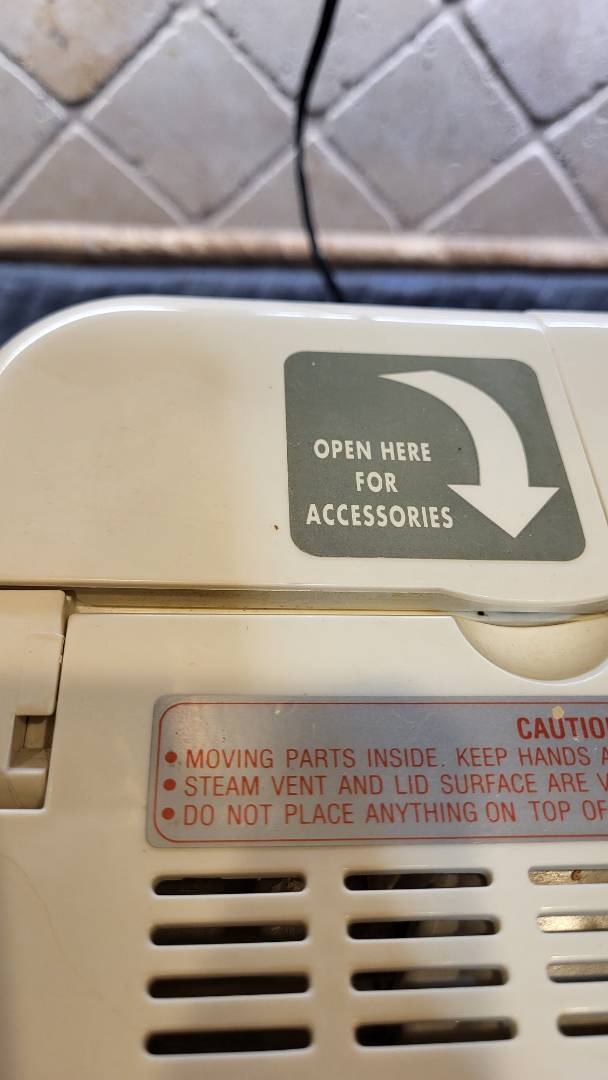 OPEN HERE
FOR
ACCESSORIES
CAUTIO
• MOVING PARTS INSIDE. KEEP HANDS A
• STEAM VENT AND LID SURFACE ARE V
• DO NOT PLACE ANYTHING ON TOP OF